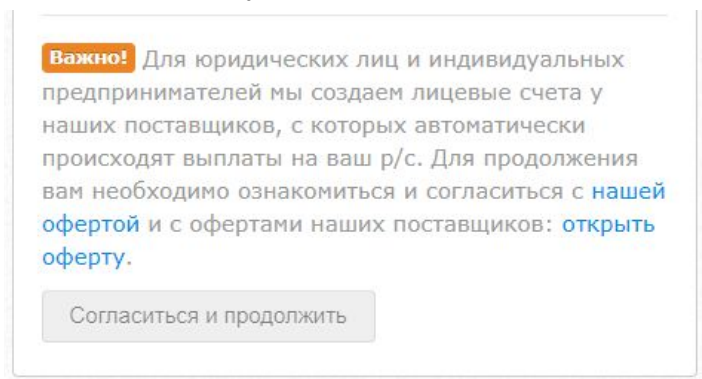 Важно! Для юридических лиц и индивидуальных
предпринимателей мы создаем лицевые счета у
наших поставщиков, с которых автоматически
происходят выплаты на ваш р/с. Для продолжения
вам необходимо ознакомиться и согласиться с нашей
офертой и с офертами наших поставщиков: открыть
оферту.
Согласиться и продолжить